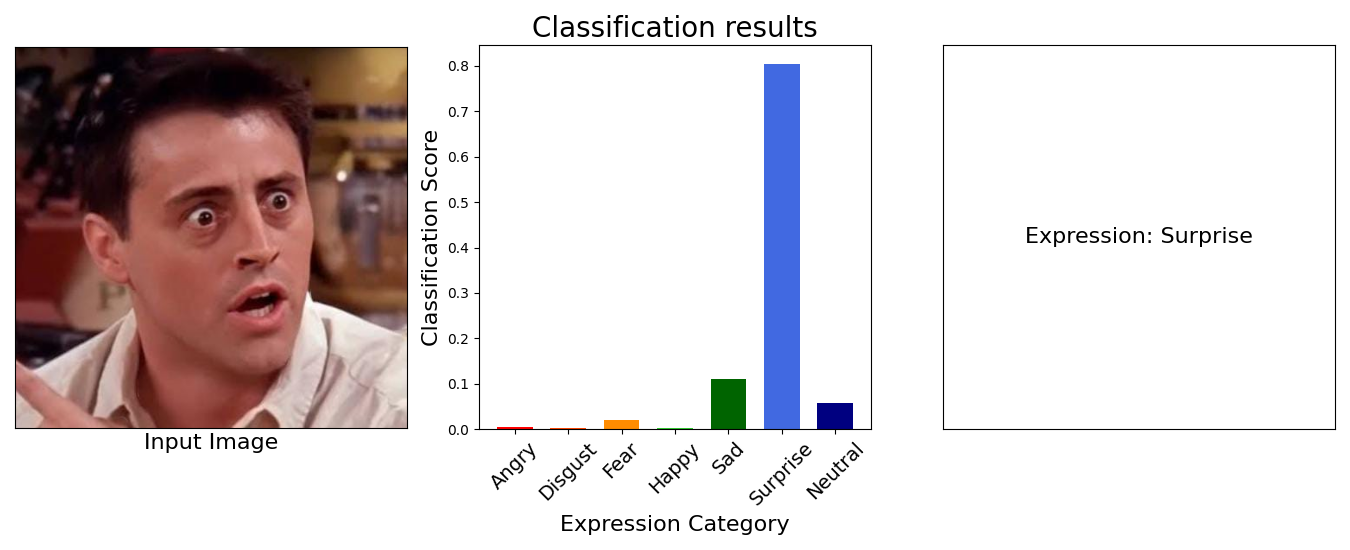 Classification results
Input Image
Classification Score
0.8
0.7
0.6
0.5
0.4
0.3
0.2
0.1
0.0
Angry
Disgust
Fear
Happy
Sad
Surprise
Neutral
Expression Category
Expression: Surprise